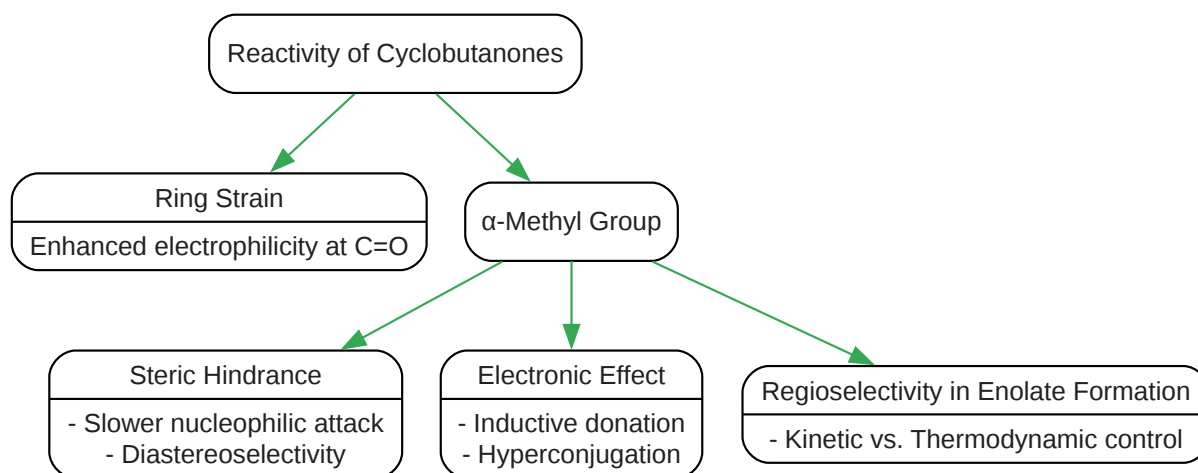 Reactivity of Cyclobutanones
Ring Strain
Enhanced electrophilicity at C=O
α-Methyl Group
Steric Hindrance
- Slower nucleophilic attack
- Diastereoselectivity
Electronic Effect
- Inductive donation
- Hyperconjugation
Regioselectivity in Enolate Formation
- Kinetic vs. Thermodynamic control